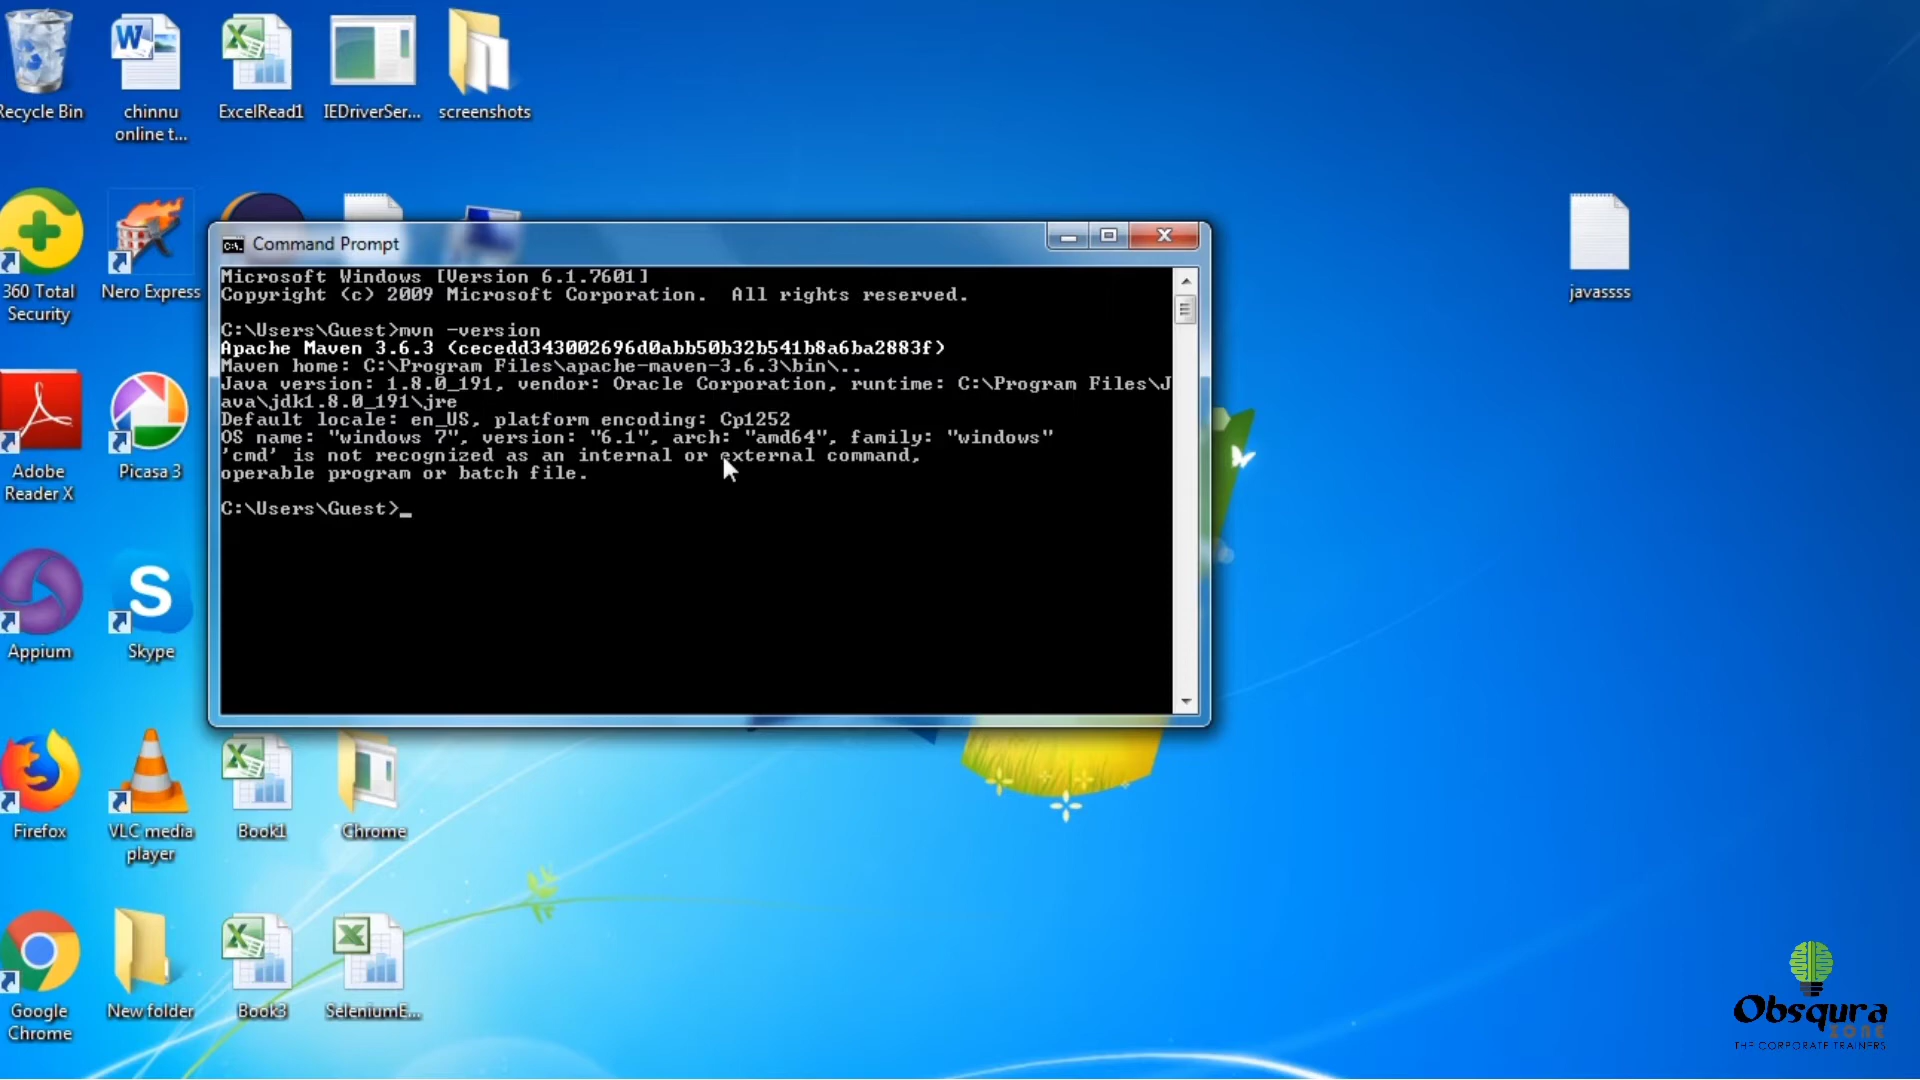 Recycle Bin
chinnu
online t...
ExcelRead1
IEDriverSer...
screenshots
360 Total
Security
Nero Express
javassss
Command Prompt
Microsoft Windows [Version 6.1.7601]
Copyright (c) 2009 Microsoft Corporation.  All rights reserved.
C:\Users\Guest>mvn -version
Apache Maven 3.6.3 (cecedd343002696d0abb50b32b541b8a6ba2883f)
Maven home: C:\Program Files\apache-maven-3.6.3\bin\..
Java version: 1.8.0_191, vendor: Oracle Corporation, runtime: C:\Program Files\J
ava\jdk1.8.0_191\jre
Default locale: en_US, platform encoding: Cp1252
OS name: "windows 7", version: "6.1", arch: "amd64", family: "windows"
'cmd' is not recognized as an internal or external command,
operable program or batch file.
C:\Users\Guest>_
Adobe
Reader X
Picasa 3
Appium
Skype
Firefox
VLC media
player
Book1
Chrome
Google
Chrome
New folder
Book3
SeleniumE...
Obsqura
ZONE
THE CORPORATE TRAINERS